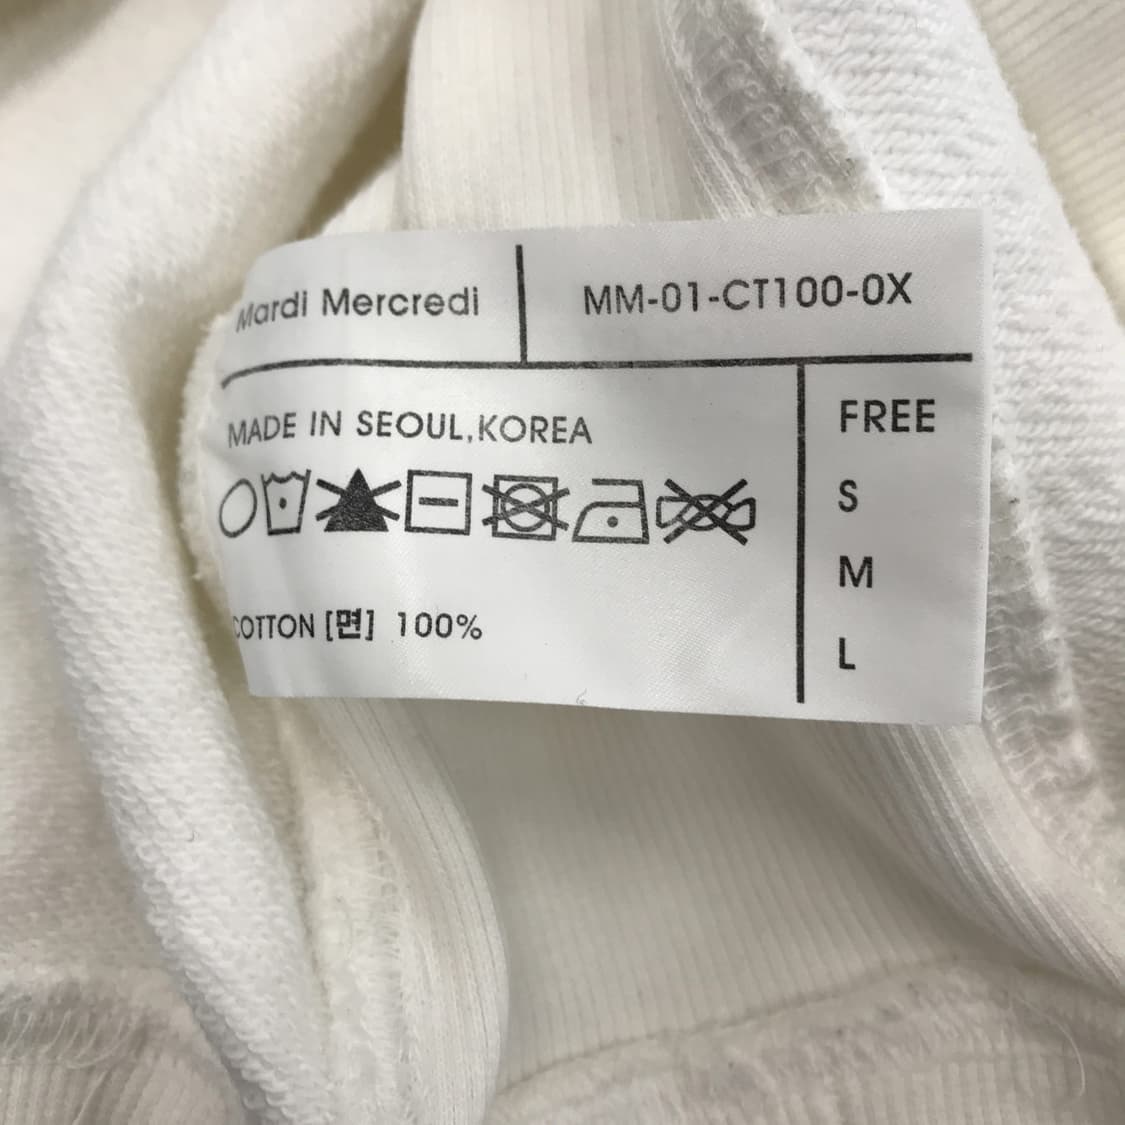 Mardi Mercredi
MM-01-CT100-0X
MADE IN SEOUL,KOREA
COTTON [면] 100%
FREE
S
M
L